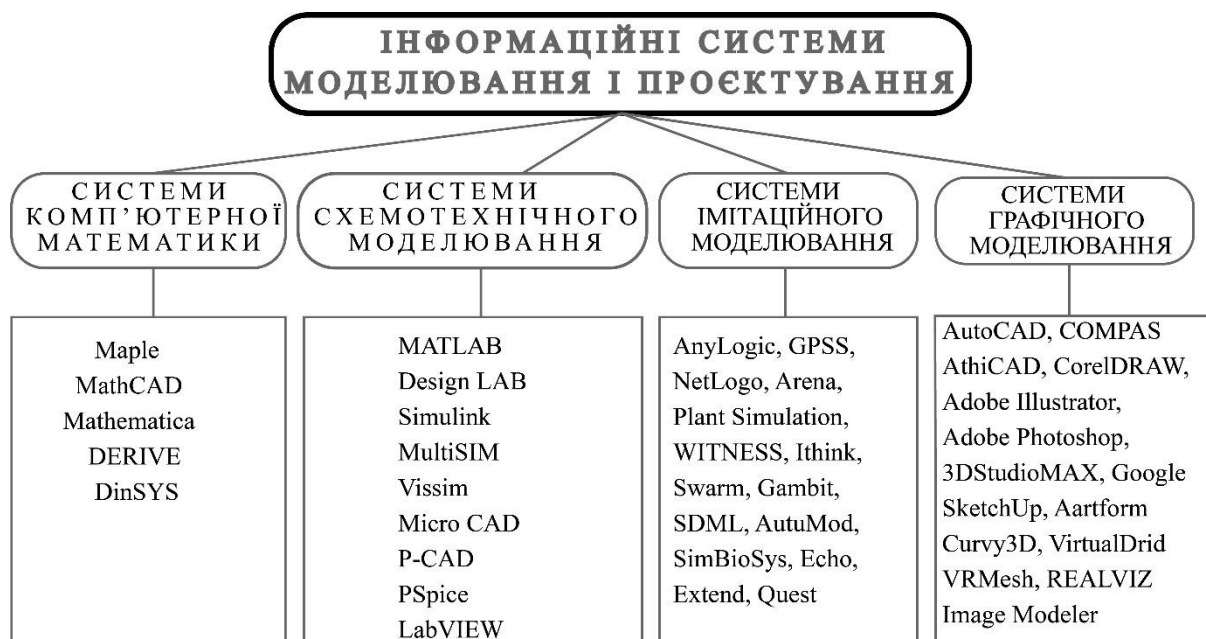 ІНФОРМАЦІЙНІ СИСТЕМИ
МОДЕЛЮВАННЯ І ПРОЄКТУВАННЯ
СИСТЕМИ
КОМП’ЮТЕРНОЇ
МАТЕМАТИКИ
СИСТЕМИ
СХЕМОТЕХНІЧНОГО
МОДЕЛЮВАННЯ
СИСТЕМИ
ІМІТАЦІЙНОГО
МОДЕЛЮВАННЯ
СИСТЕМИ
ГРАФІЧНОГО
МОДЕЛЮВАННЯ
Maple
MathCAD
Mathematica
DERIVE
DinSYS
MATLAB
Design LAB
Simulink
MultiSIM
Vissim
Micro CAD
P-CAD
PSpice
LabVIEW
AnyLogic, GPSS,
NetLogo, Arena,
Plant Simulation,
WITNESS, Ithink,
Swarm, Gambit,
SDML, AutuMod,
SimBioSys, Echo,
Extend, Quest
AutoCAD, COMPAS
AthiCAD, CorelDRAW,
Adobe Illustrator,
Adobe Photoshop,
3DStudioMAX, Google
SketchUp, Aartform
Curvy3D, VirtualDrid
VRMesh, REALVIZ
Image Modeler